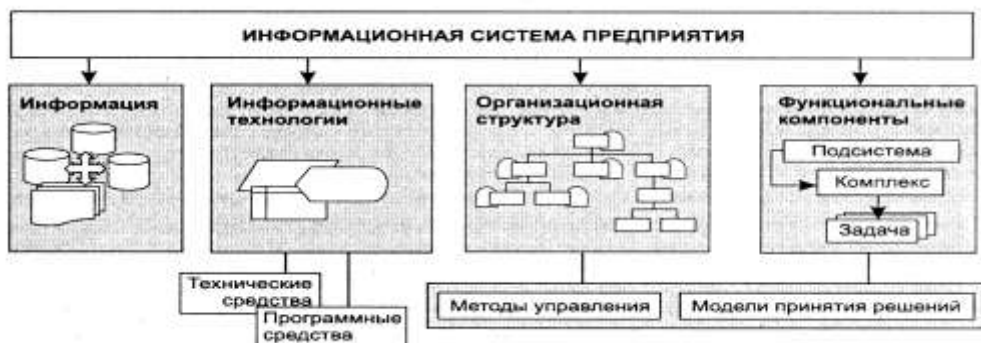 ИНФОРМАЦИОННАЯ СИСТЕМА ПРЕДПРИЯТИЯ
Информация
Информационные
технологии
Организационная
структура
Функциональные
компоненты
Подсистема
Комплекс
Задача
Технические
средства
Программные
средства
Методы управления
Модели принятия решений